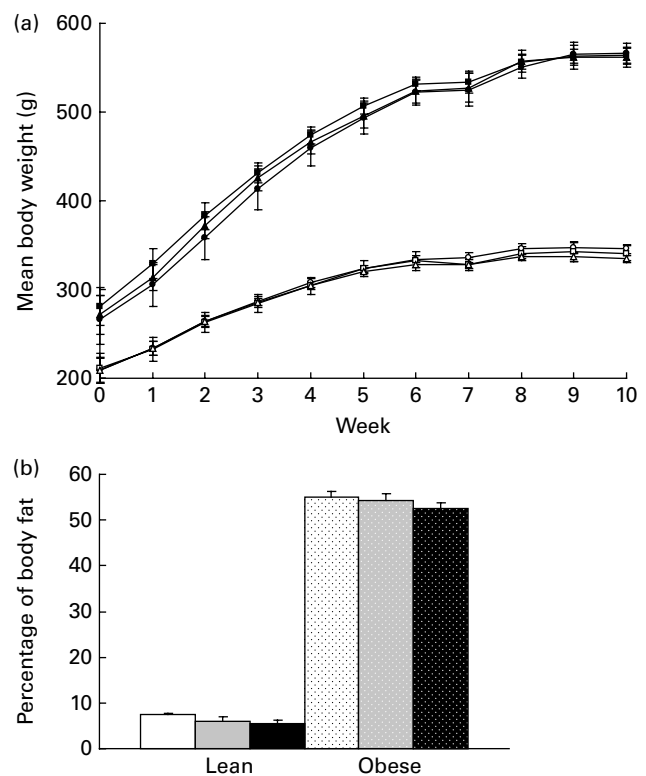 (a)
600
500
400
300
200
Mean body weight (g)
0 1 2 3 4 5 6 7 8 9 10
Week
(b)
60
50
40
30
20
10
0
Percentage of body fat
Lean Obese